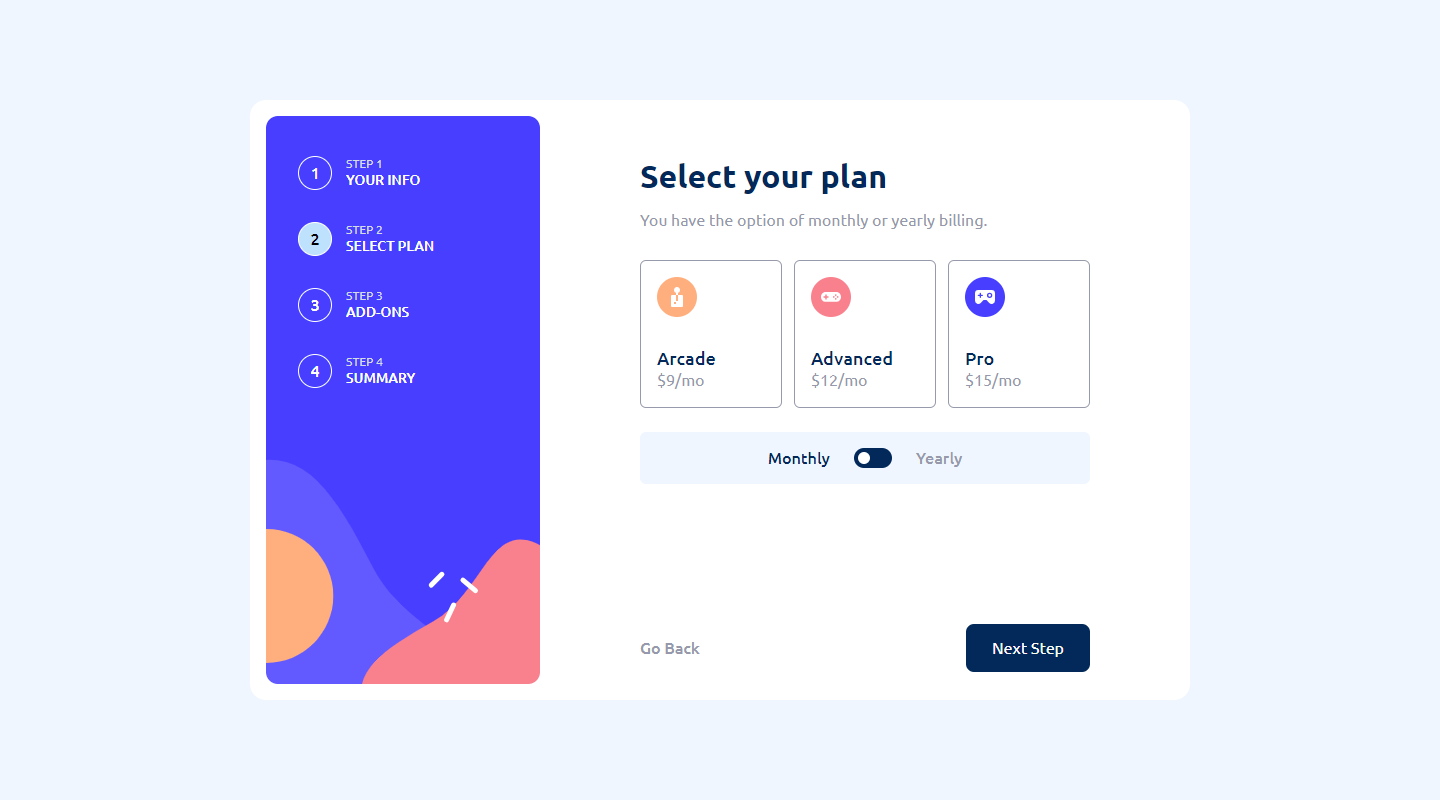 1
STEP 1
YOUR INFO
2
STEP 2
SELECT PLAN
3
STEP 3
ADD-ONS
4
STEP 4
SUMMARY
Select your plan
You have the option of monthly or yearly billing.
Arcade
$9/mo
Advanced
$12/mo
Pro
$15/mo
Monthly Yearly
Go Back
Next Step